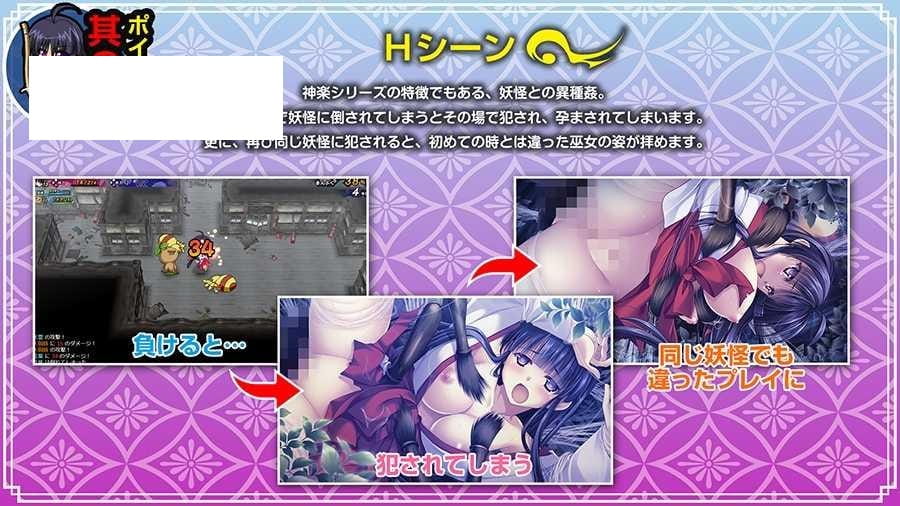 ポイ
其
Hシーン
神楽シリーズの特徴でもある、妖怪との異種姦。
で妖怪に倒されてしまうとその場で犯され、孕まされてしまいます。
更に、再び同じ妖怪に犯されると、初めての時とは違った巫女の姿が拝めます。
34
負けると…
犯されてしまう
同じ妖怪でも
違ったプレイに